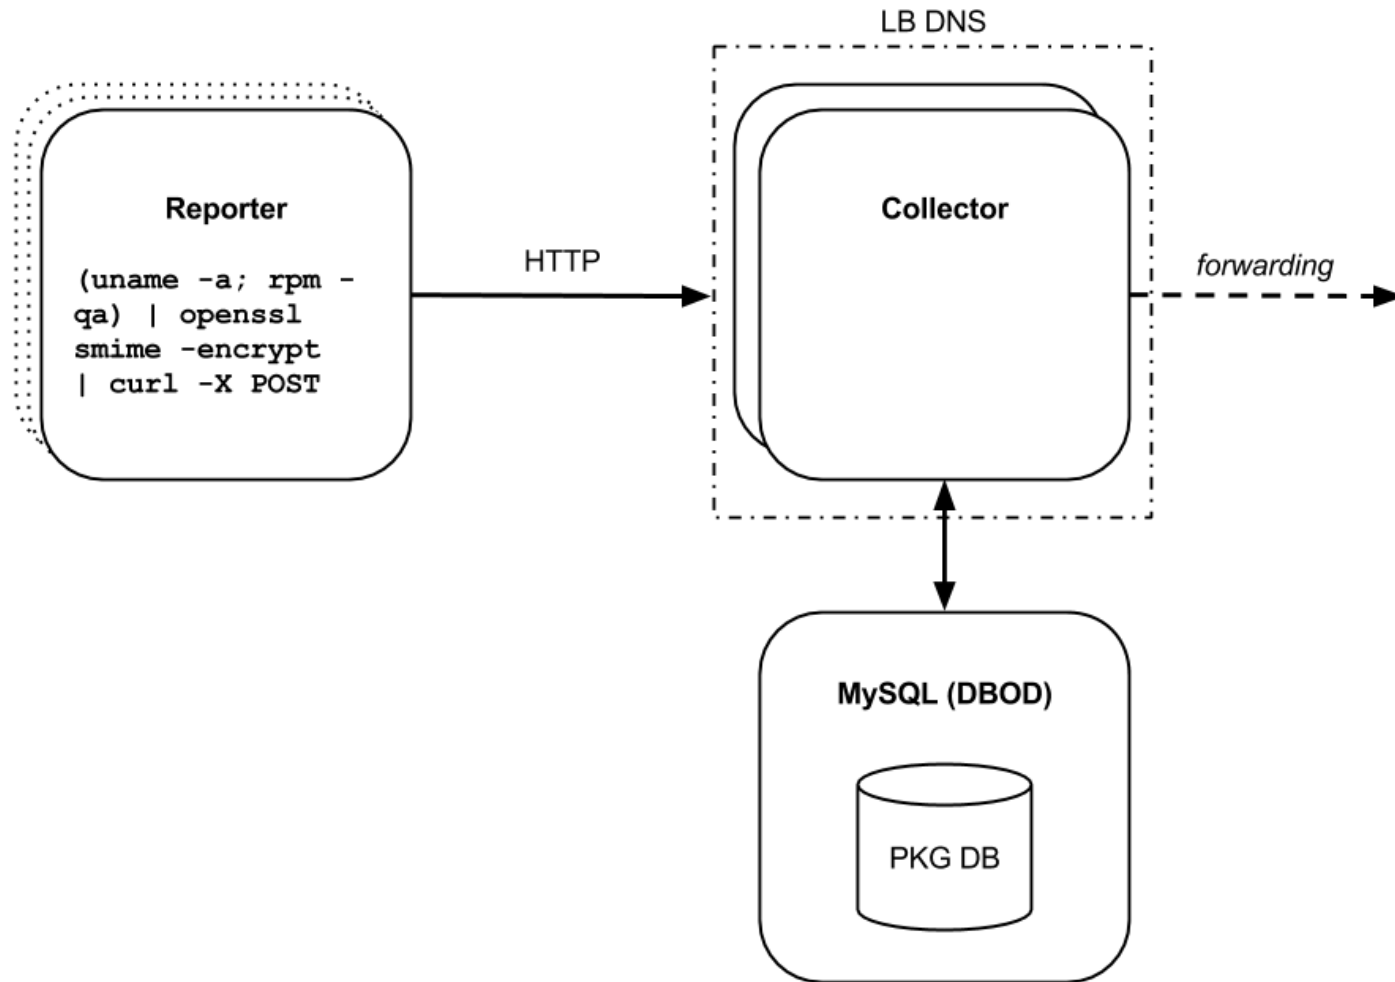 LB DNS
Reporter
(uname -a; rpm -
qa) | openssl
smime -encrypt
| curl -X POST
HTTP
Collector
forwarding
MySQL (DBOD)
PKG DB